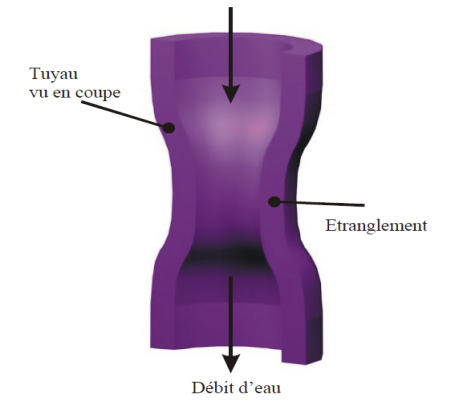 Tuyau
vu en coupe
Etranglement
Débit d'eau